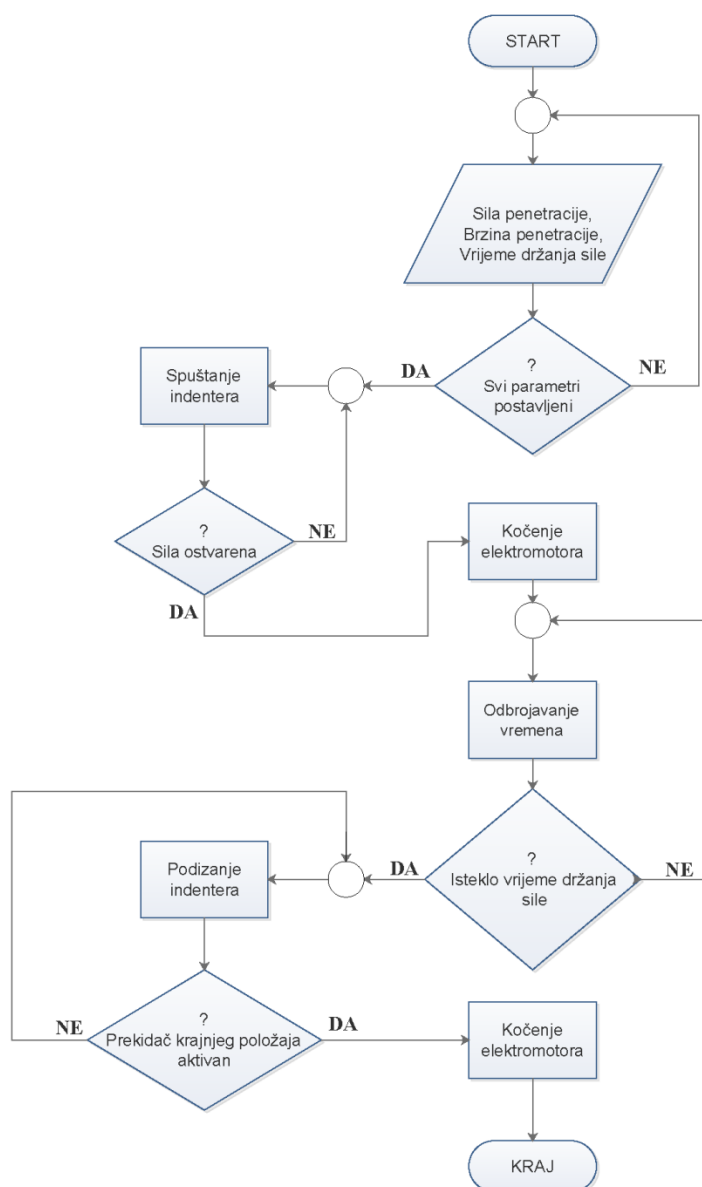 START
Sila penetracije,
Brzina penetracije,
Vrijeme držanja sile
?
Svi parametri
postavljeni
DA
NE
Spuštanje
indentera
?
Sila ostvarena
NE
DA
Kočenje
elektromotora
Odbrojavanje
vremena
?
Isteklo vrijeme držanja
sile
DA
NE
Podizanje
indentera
?
Prekidač krajnjeg položaja
aktivan
NE
DA
Kočenje
elektromotora
KRAJ